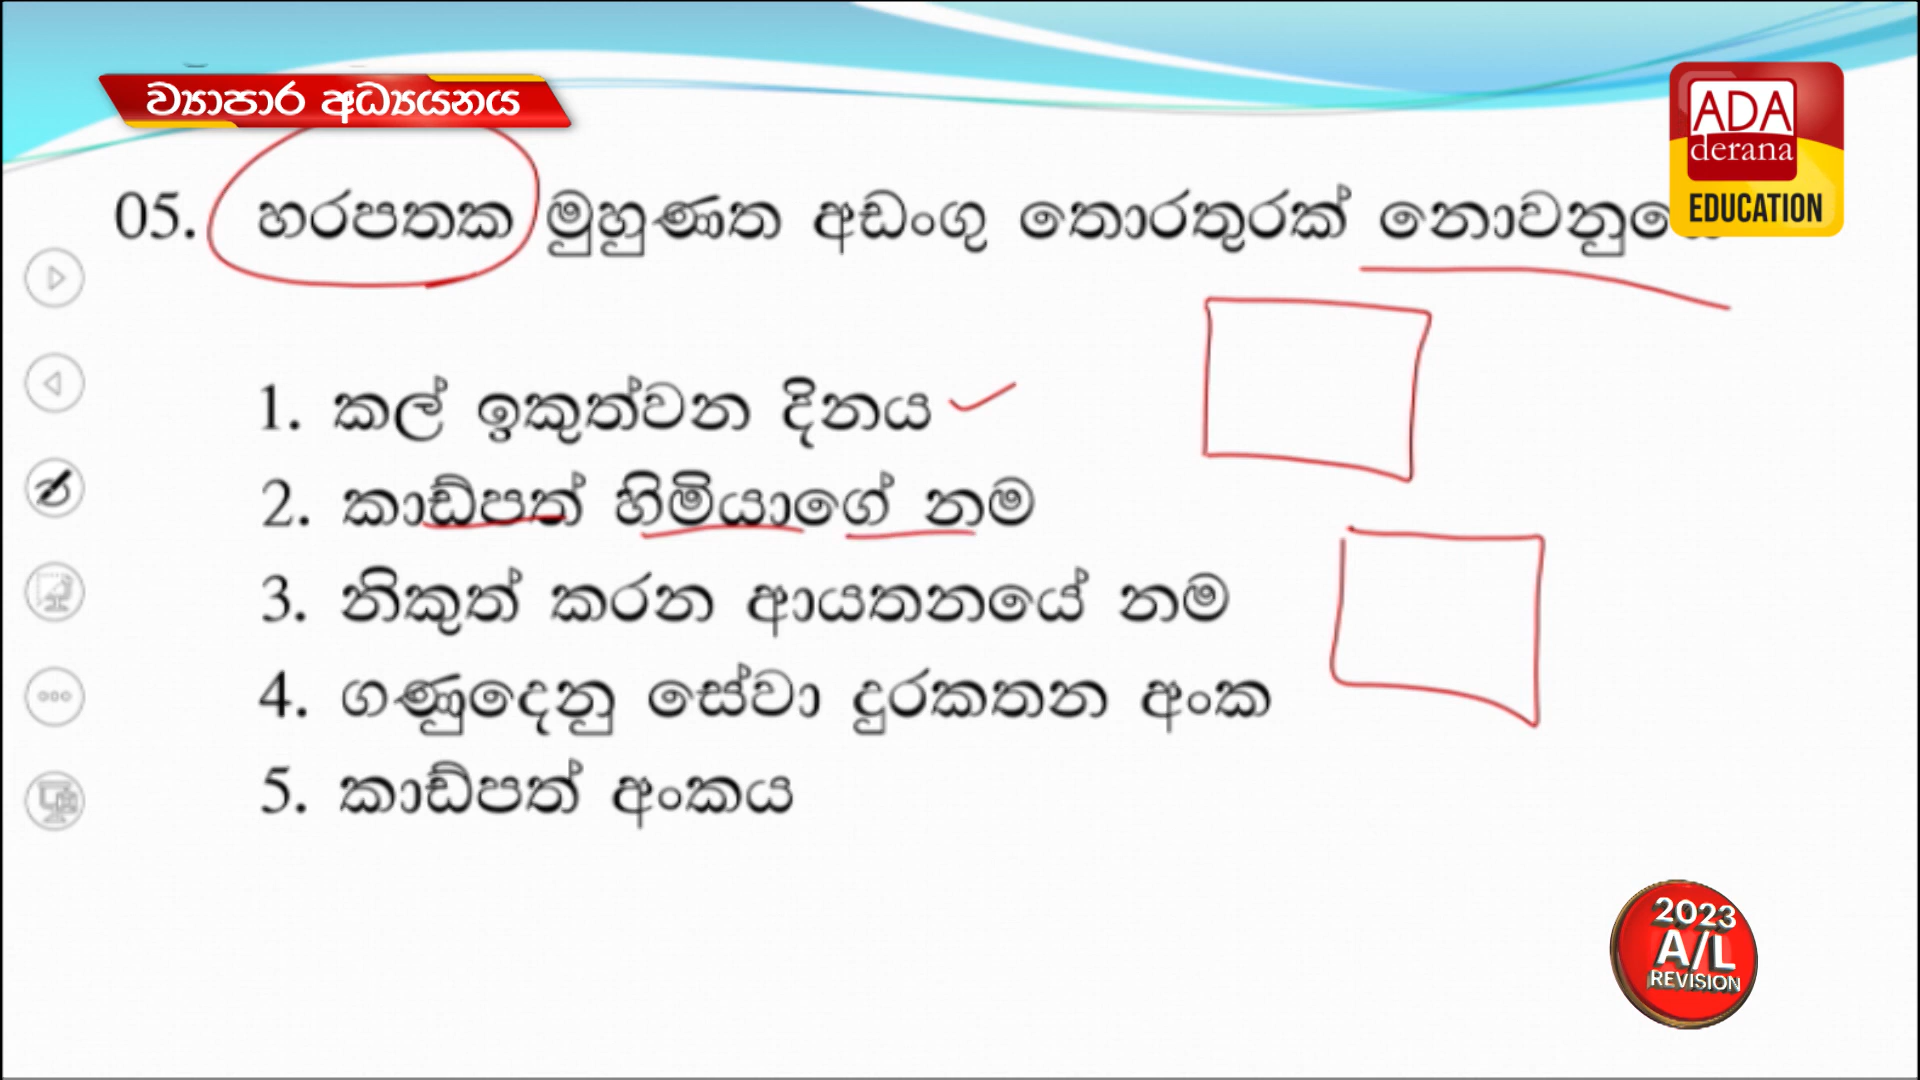 ව්‍යාපාර අධ්‍යයනය
ADA
derana
EDUCATION
05. හරපතක මුහුණත අඩංගු තොරතුරක් නොවනුයේ
1. කල් ඉකුත්වන දිනය
2. කාඩ්පත් හිමියාගේ නම
3. නිකුත් කරන ආයතනයේ නම
4. ගණුදෙනු සේවා දුරකතන අංක
5. කාඩ්පත් අංකය
2023
A/L
REVISION